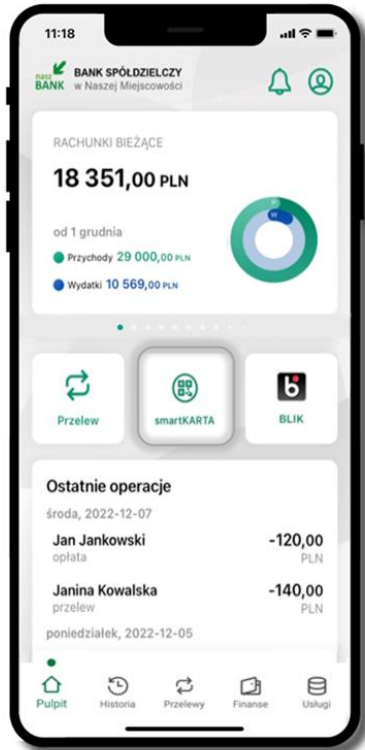 11:18
nasz
BANK
BANK SPÓŁDZIELCZY
w Naszej Miejscowości
RACHUNKI BIEŻĄCE
18 351,00 PLN
od 1 grudnia
Przychody 29 000,00 PLN
Wydatki 10 569,00 PLN
P
W
Przelew
smartKARTA
BLIK
Ostatnie operacje
środa, 2022-12-07
Jan Jankowski
-120,00
opłata
PLN
Janina Kowalska
-140,00
przelew
PLN
poniedziałek, 2022-12-05
Pulpit
Historia
Przelewy
Finanse
Usługi